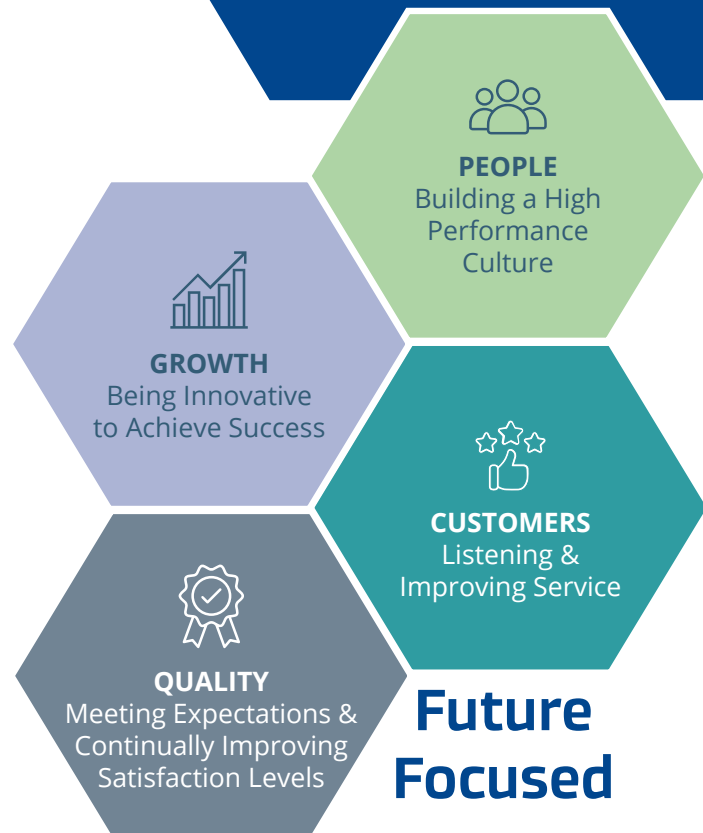 PEOPLE
Building a High
Performance
Culture
GROWTH
Being Innovative
to Achieve Success
CUSTOMERS
Listening &
Improving Service
QUALITY
Meeting Expectations &
Continually Improving
Satisfaction Levels
Future
Focused